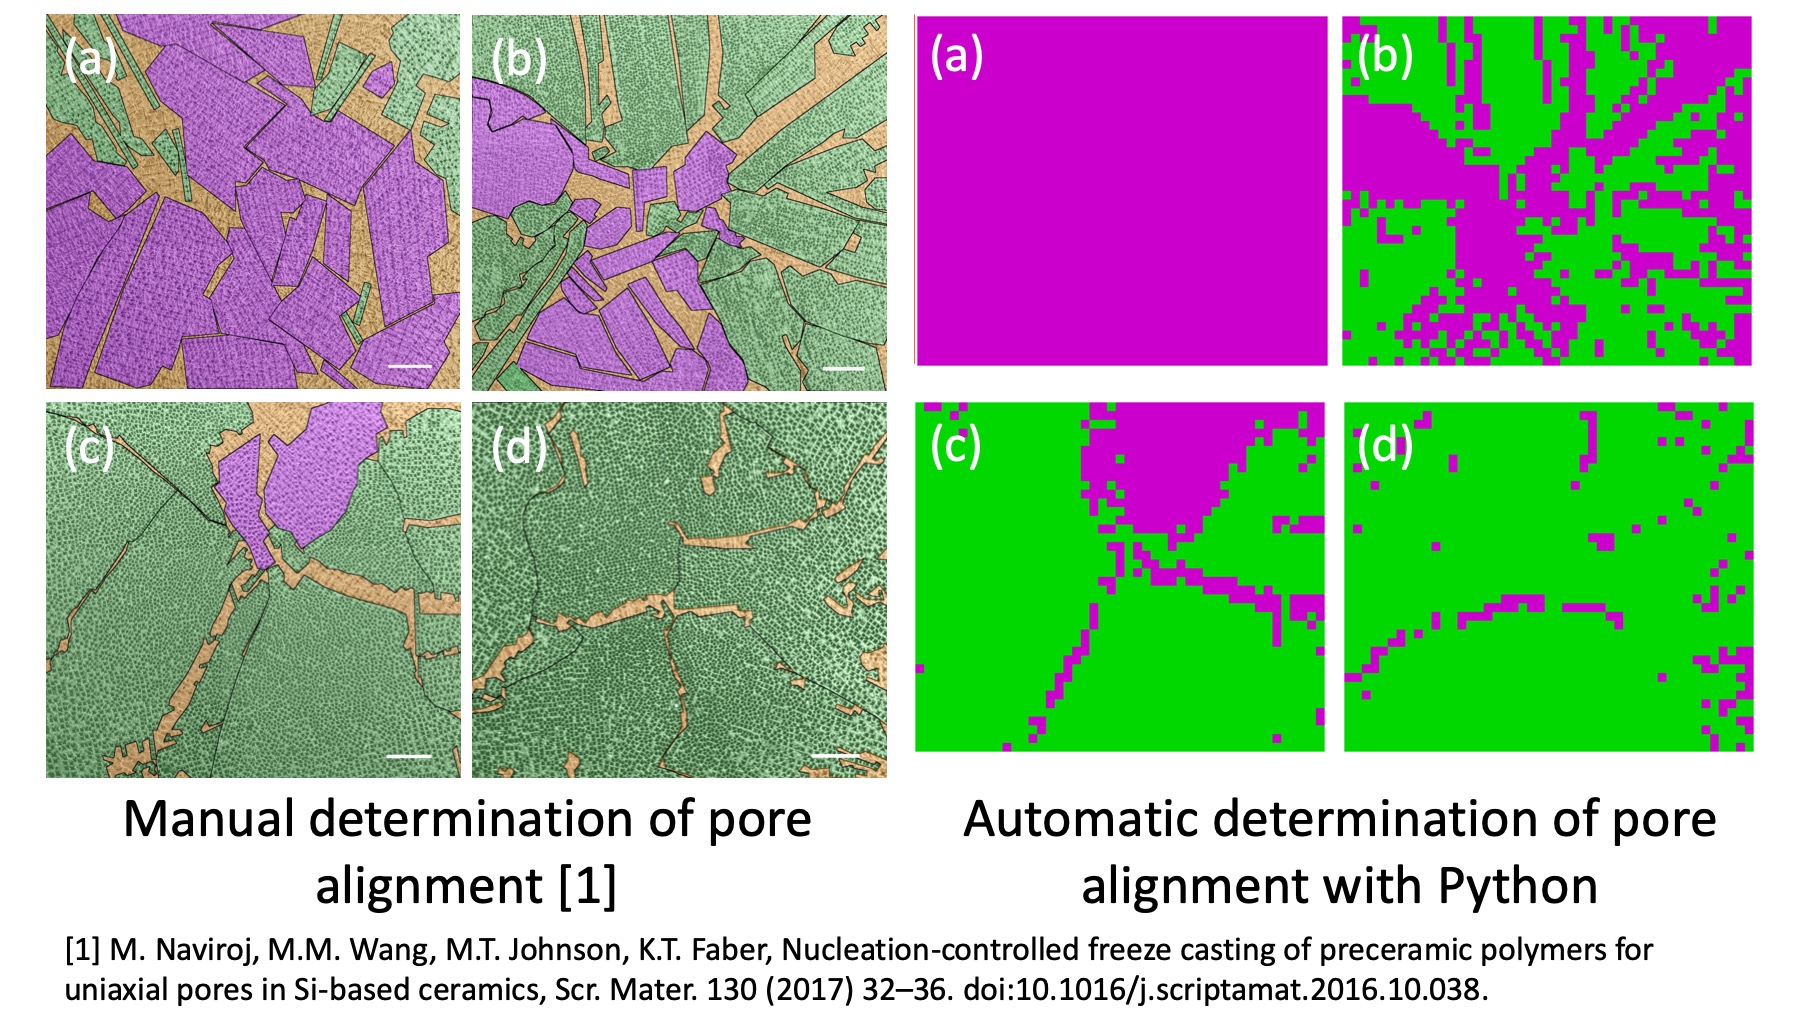 (a)
(b)
(a)
(b)
(c)
(d)
(c)
(d)
Manual determination of pore
alignment [1]
Automatic determination of pore
alignment with Python
[1] M. Naviroj, M.M. Wang, M.T. Johnson, K.T. Faber, Nucleation-controlled freeze casting of preceramic polymers for
uniaxial pores in Si-based ceramics, Scr. Mater. 130 (2017) 32–36. doi:10.1016/j.scriptamat.2016.10.038.